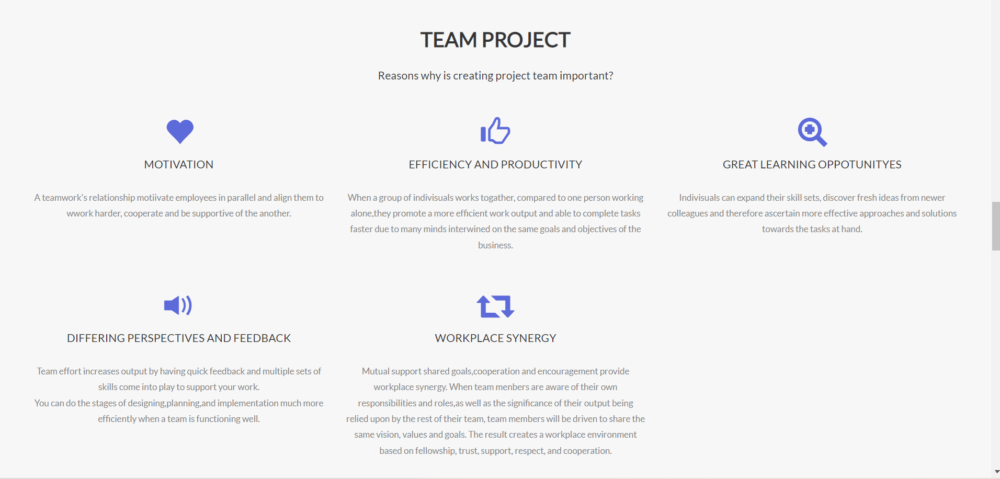 TEAM PROJECT
Reasons why is creating project team important?
MOTIVATION
A teamwork's relationship motiivate employees in parallel and align them to
wwork harder, cooperate and be supportive of the another.
EFFICIENCY AND PRODUCTIVITY
When a group of indivisuals works togather, compared to one person working
alone,they promote a more efficient work output and able to complete tasks
faster due to many minds interwined on the same goals and objectives of the
business.
GREAT LEARNING OPPOTUNITYES
Indivisuals can expand their skill sets, discover fresh ideas from newer
colleagues and therefore ascertain more effective approaches and solutions
towards the tasks at hand.
DIFFERING PERSPECTIVES AND FEEDBACK
Team effort increases output by having quick feedback and multiple sets of
skills come into play to support your work.
You can do the stages of designing,planning,and implementation much more
efficiently when a team is functioning well.
WORKPLACE SYNERGY
Mutual support shared goals,cooperation and encouragement provide
workplace synergy. When team menbers are aware of their own
responsibilities and roles,as well as the significance of their output being
relied upon by the rest of their team, team members will be driven to share the
same vision, values and goals. The result creates a workplace environment
based on fellowship, trust, support, respect, and cooperation.